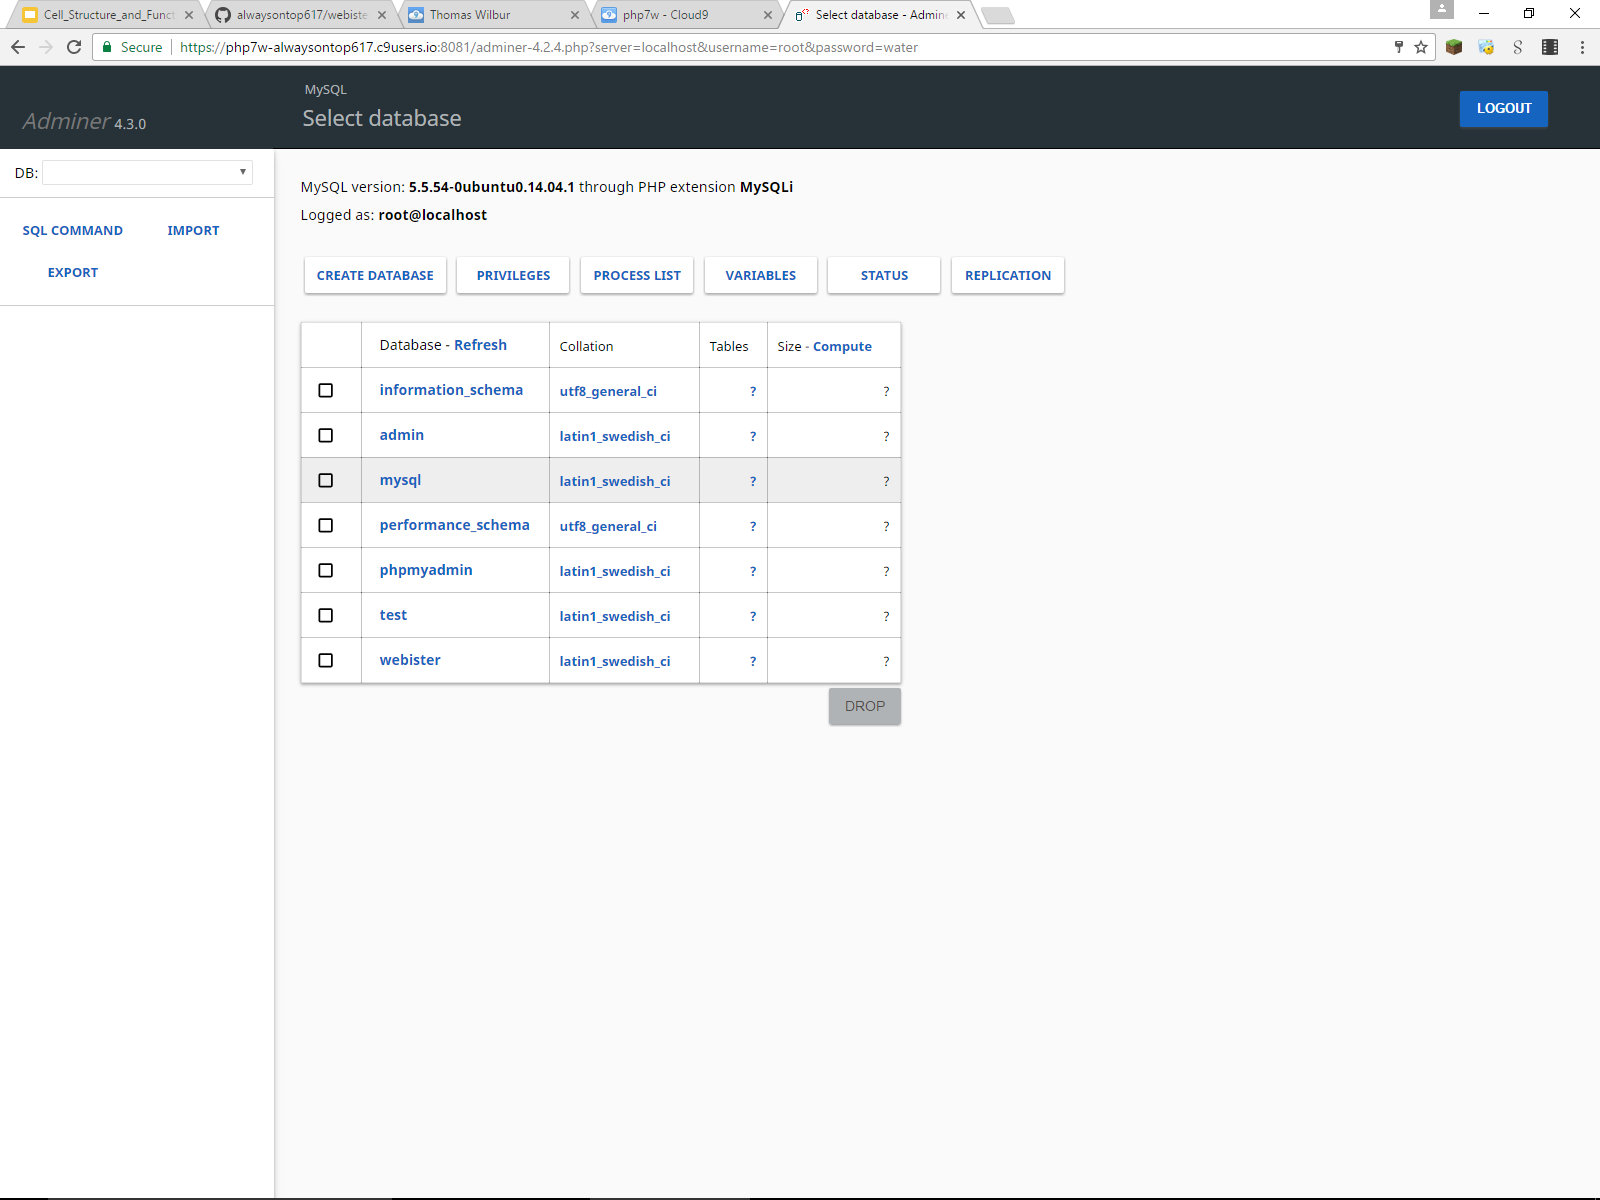 Cell_Structure_and_Funct
alwaysontop617/webiste
Thomas Wilbur
php7w - Cloud9
Select database - Admine
Secure
https://php7w-alwaysontop617.c9users.io:8081/adminer-4.2.4.php?server=localhost&username=root&password=water
MySQL
Adminer 4.3.0
Select database
LOGOUT
DB:
MySQL version: 5.5.54-0ubuntu0.14.04.1 through PHP extension MySQLi
Logged as: root@localhost
SQL COMMAND
IMPORT
EXPORT
CREATE DATABASE
PRIVILEGES
PROCESS LIST
VARIABLES
STATUS
REPLICATION
Database - Refresh Collation Tables Size - Compute
information_schema utf8_general_ci ? ?
admin latin1_swedish_ci ? ?
mysql latin1_swedish_ci ? ?
performance_schema utf8_general_ci ? ?
phpmyadmin latin1_swedish_ci ? ?
test latin1_swedish_ci ? ?
webister latin1_swedish_ci ? ?
DROP